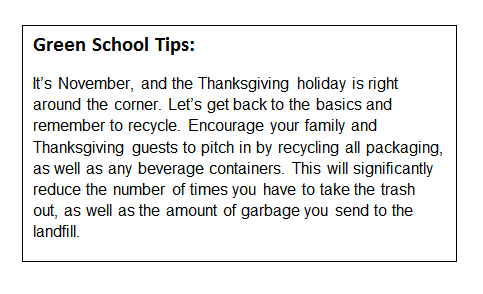 Green School Tips:
It's November, and the Thanksgiving holiday is right
around the corner. Let's get back to the basics and
remember to recycle. Encourage your family and
Thanksgiving guests to pitch in by recycling all packaging,
as well as any beverage containers. This will significantly
reduce the number of times you have to take the trash
out, as well as the amount of garbage you send to the
landfill.